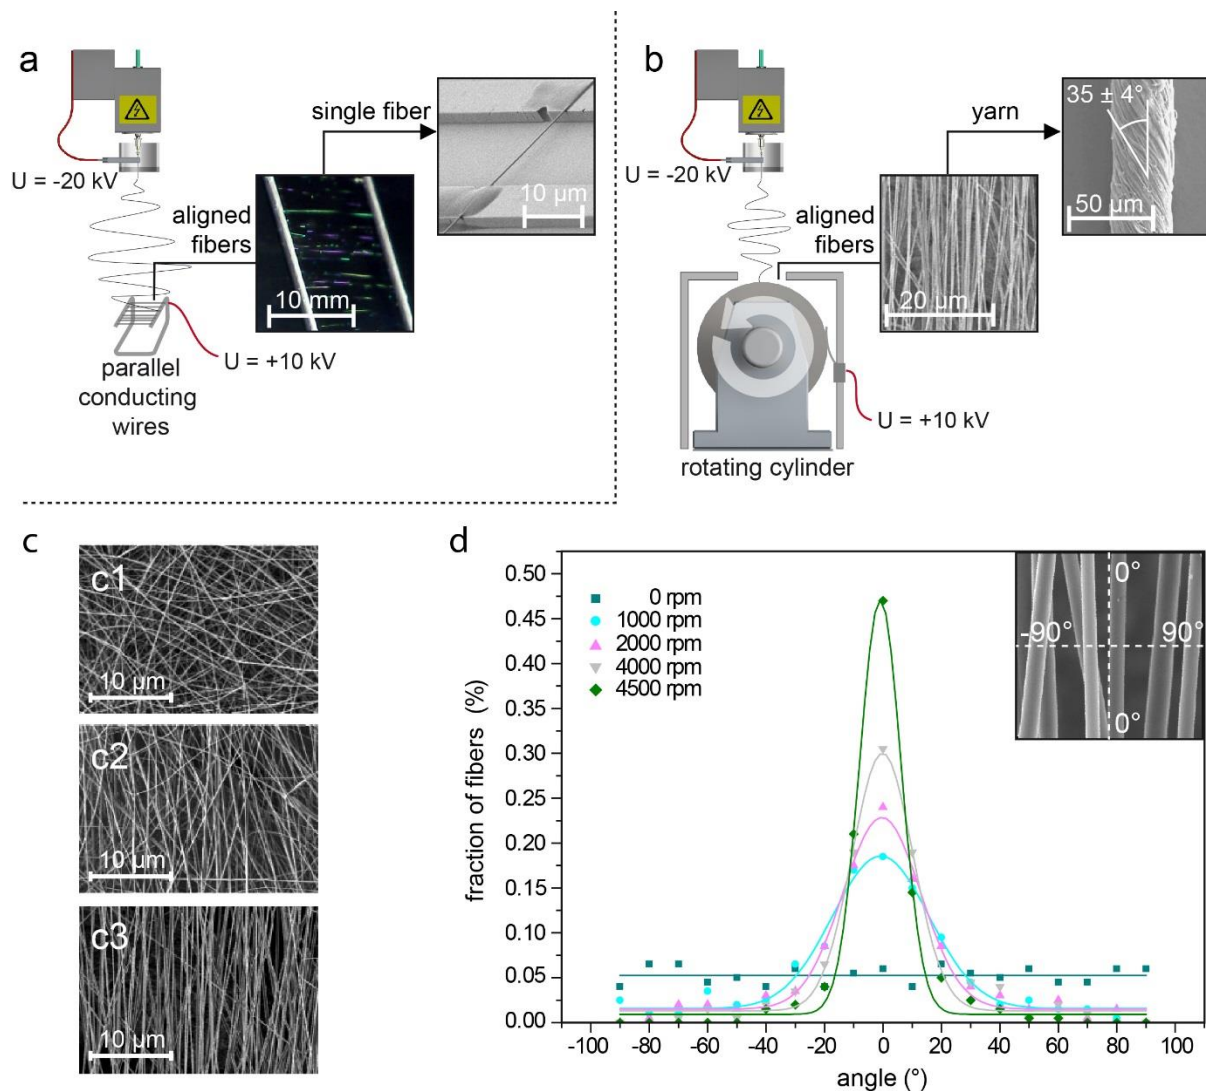 a
U = -20 kV
aligned
fibers
single fiber
10 µm
10 mm
U = +10 kV
parallel
conducting
wires
b
U = -20 kV
aligned
fibers
yarn
35 ± 4°
50 µm
20 µm
U = +10 kV
rotating cylinder
c
c1
10 µm
c2
10 µm
c3
10 µm
d
fraction of fibers (%)
0.50
0.45
0.40
0.35
0.30
0.25
0.20
0.15
0.10
0.05
0.00
0 rpm
1000 rpm
2000 rpm
4000 rpm
4500 rpm
0°
-90° 90°
0°
-100 -80 -60 -40 -20 0 20 40 60 80 100
angle (°)